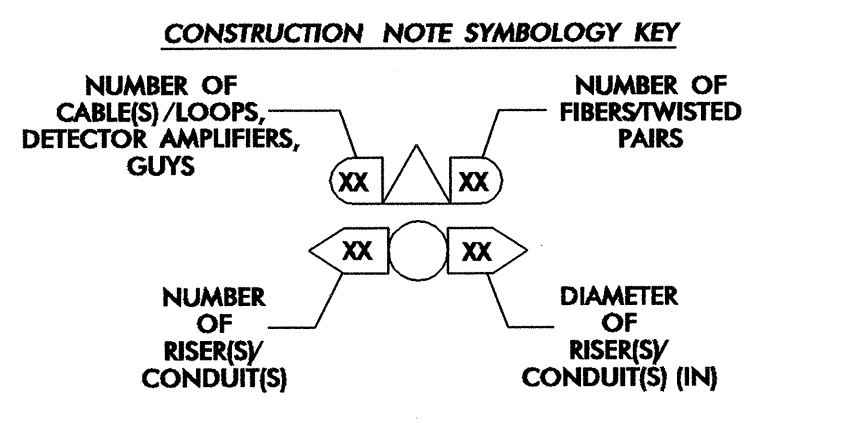 CONSTRUCTION NOTE SYMBOLOGY KEY
NUMBER OF
CABLE(S)/LOOPS,
DETECTOR AMPLIFIERS,
GUYS
NUMBER OF
FIBERS/TWISTED
PAIRS
XX
XX
XX
XX
NUMBER
OF
RISER(S)/
CONDUIT(S)
DIAMETER
OF
RISER(S)/
CONDUIT(S) (IN)